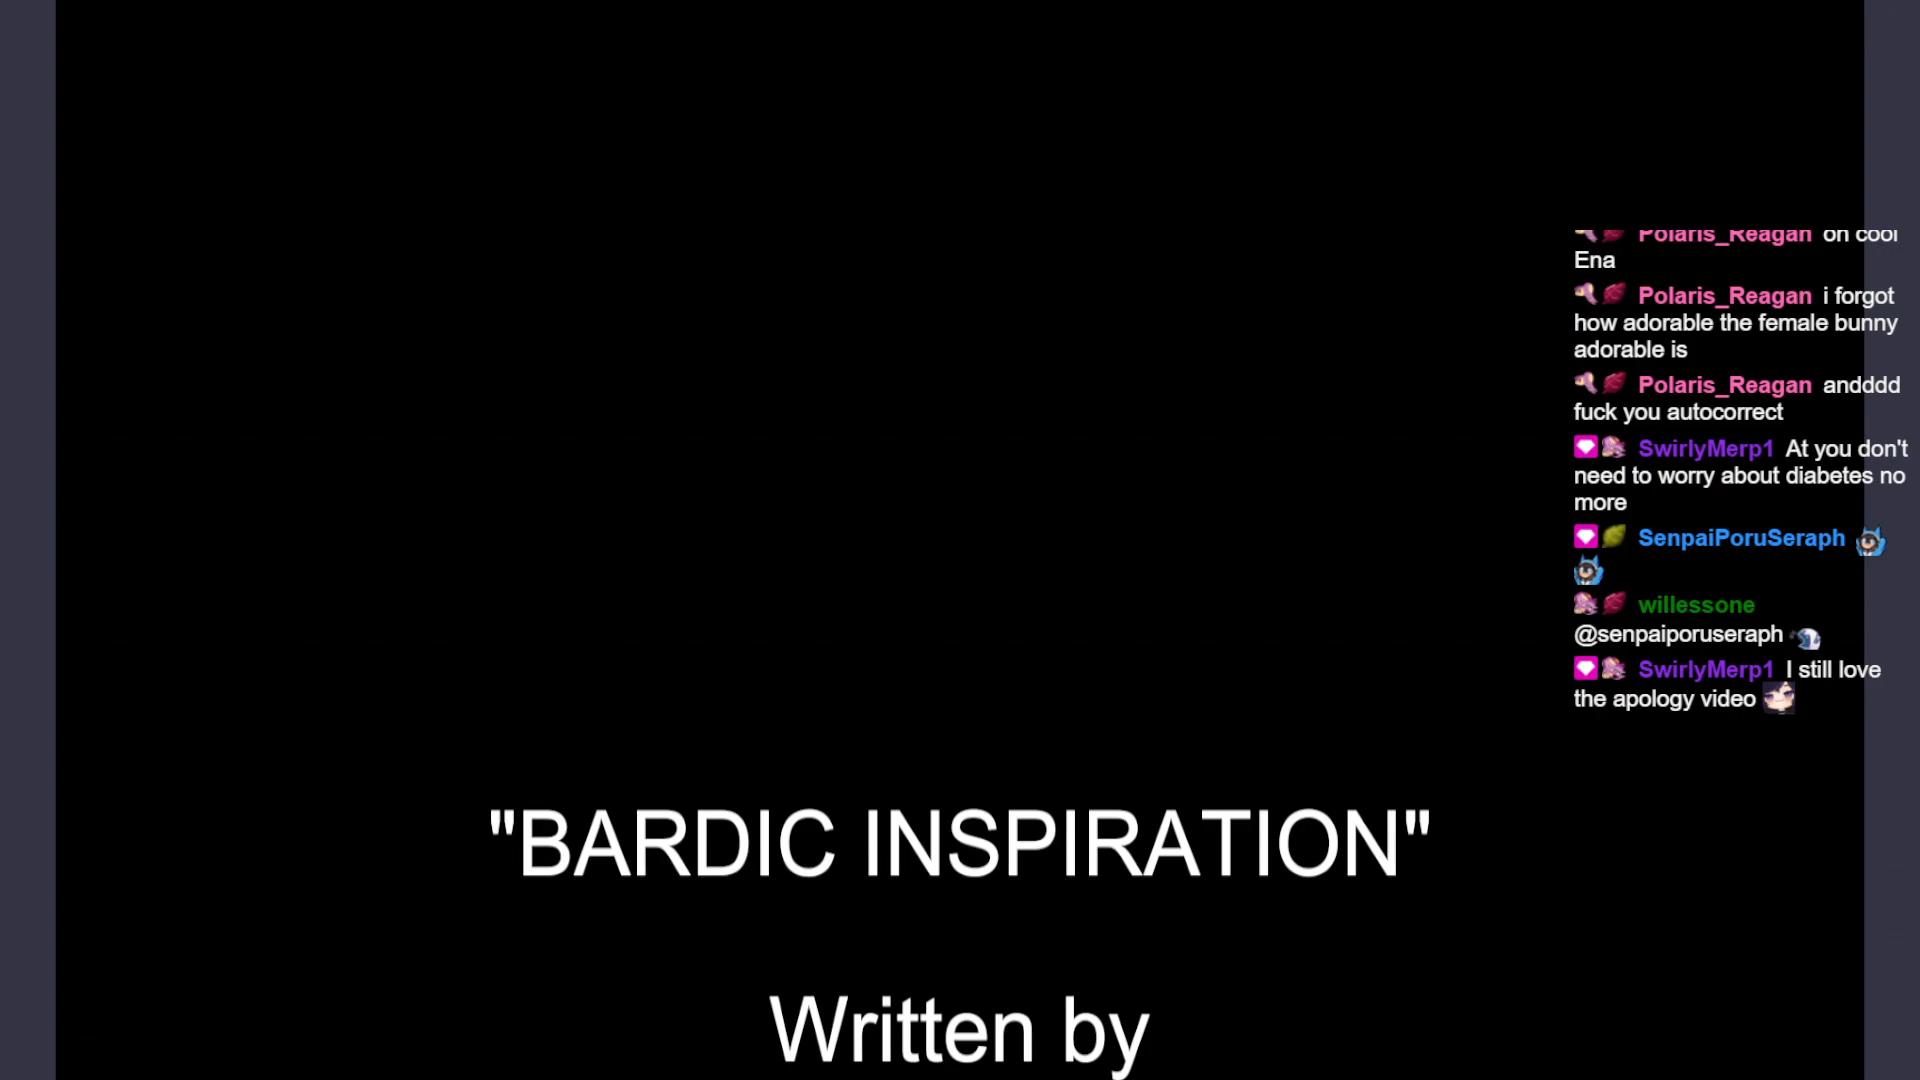 Polaris_Reagan oh cool
Ena
Polaris_Reagan i forgot
how adorable the female bunny
adorable is
Polaris_Reagan andddd
fuck you autocorrect
SwirlyMerp1 At you don't
need to worry about diabetes no
more
SenpaiPoruSeraph
willessone
@senpaiporuseraph
SwirlyMerp1 I still love
the apology video
"BARDIC INSPIRATION"
Written by